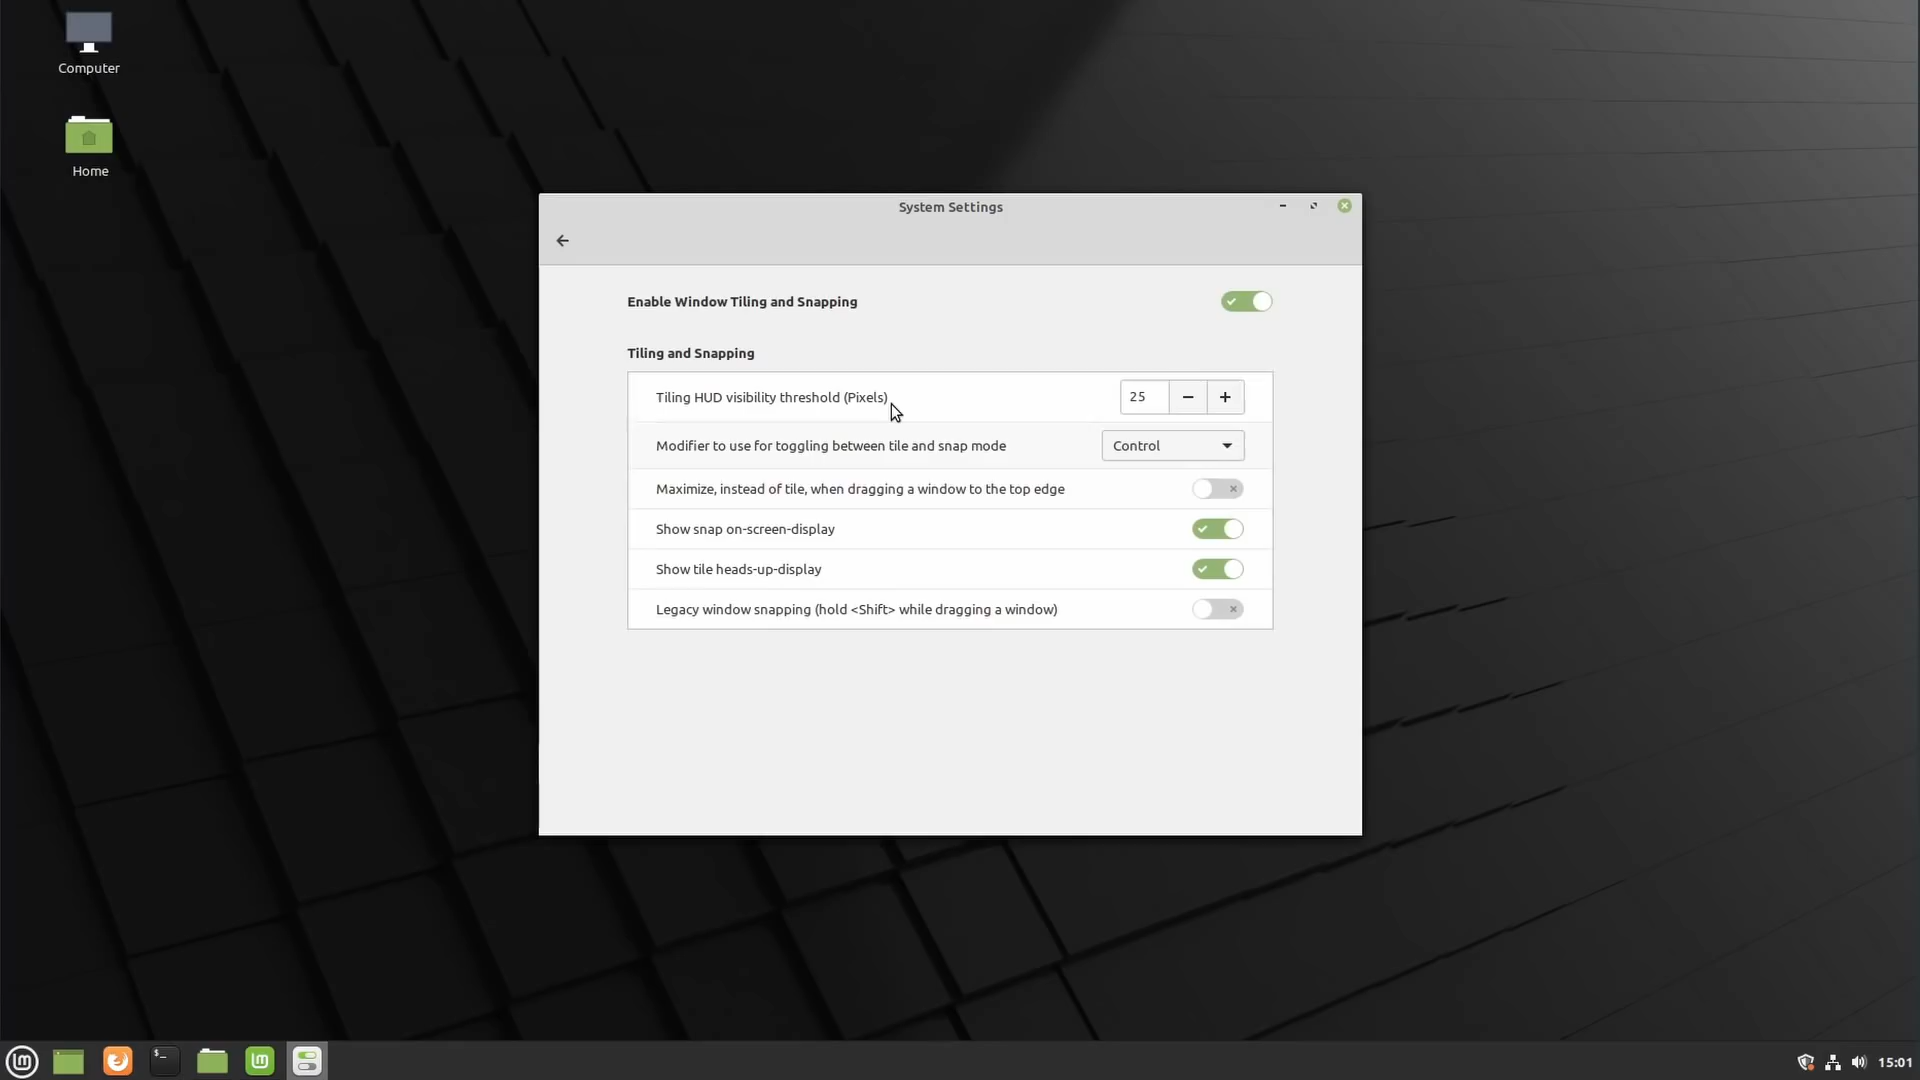 Computer
Home
System Settings
Enable Window Tiling and Snapping
Tiling and Snapping
Tiling HUD visibility threshold (Pixels)
25
Modifier to use for toggling between tile and snap mode
Control
Maximize, instead of tile, when dragging a window to the top edge
Show snap on-screen-display
Show tile heads-up-display
Legacy window snapping (hold <Shift> while dragging a window)
15:01